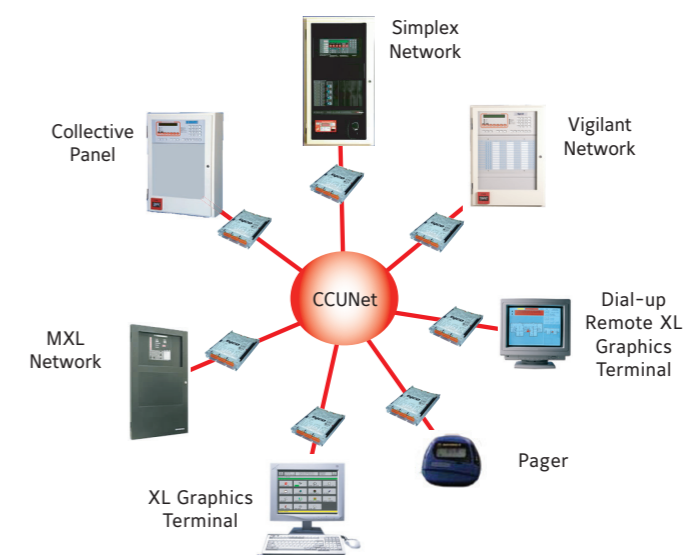 Simplex
Network
Collective
Panel
Vigilant
Network
CCUNet
Dial-up
Remote XL
Graphics
Terminal
MXL
Network
Pager
XL Graphics
Terminal